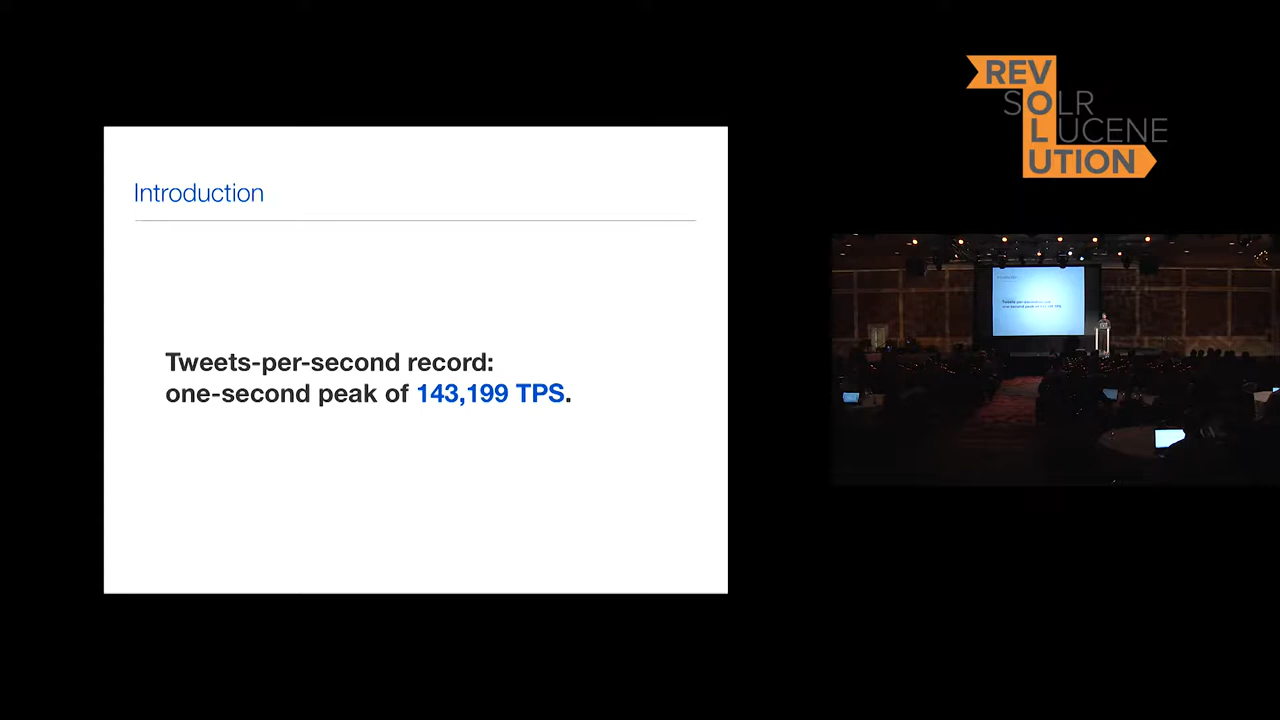 REV
SOLR
LUCENE
UTION
Introduction
Tweets-per-second record:
one-second peak of 143,199 TPS.